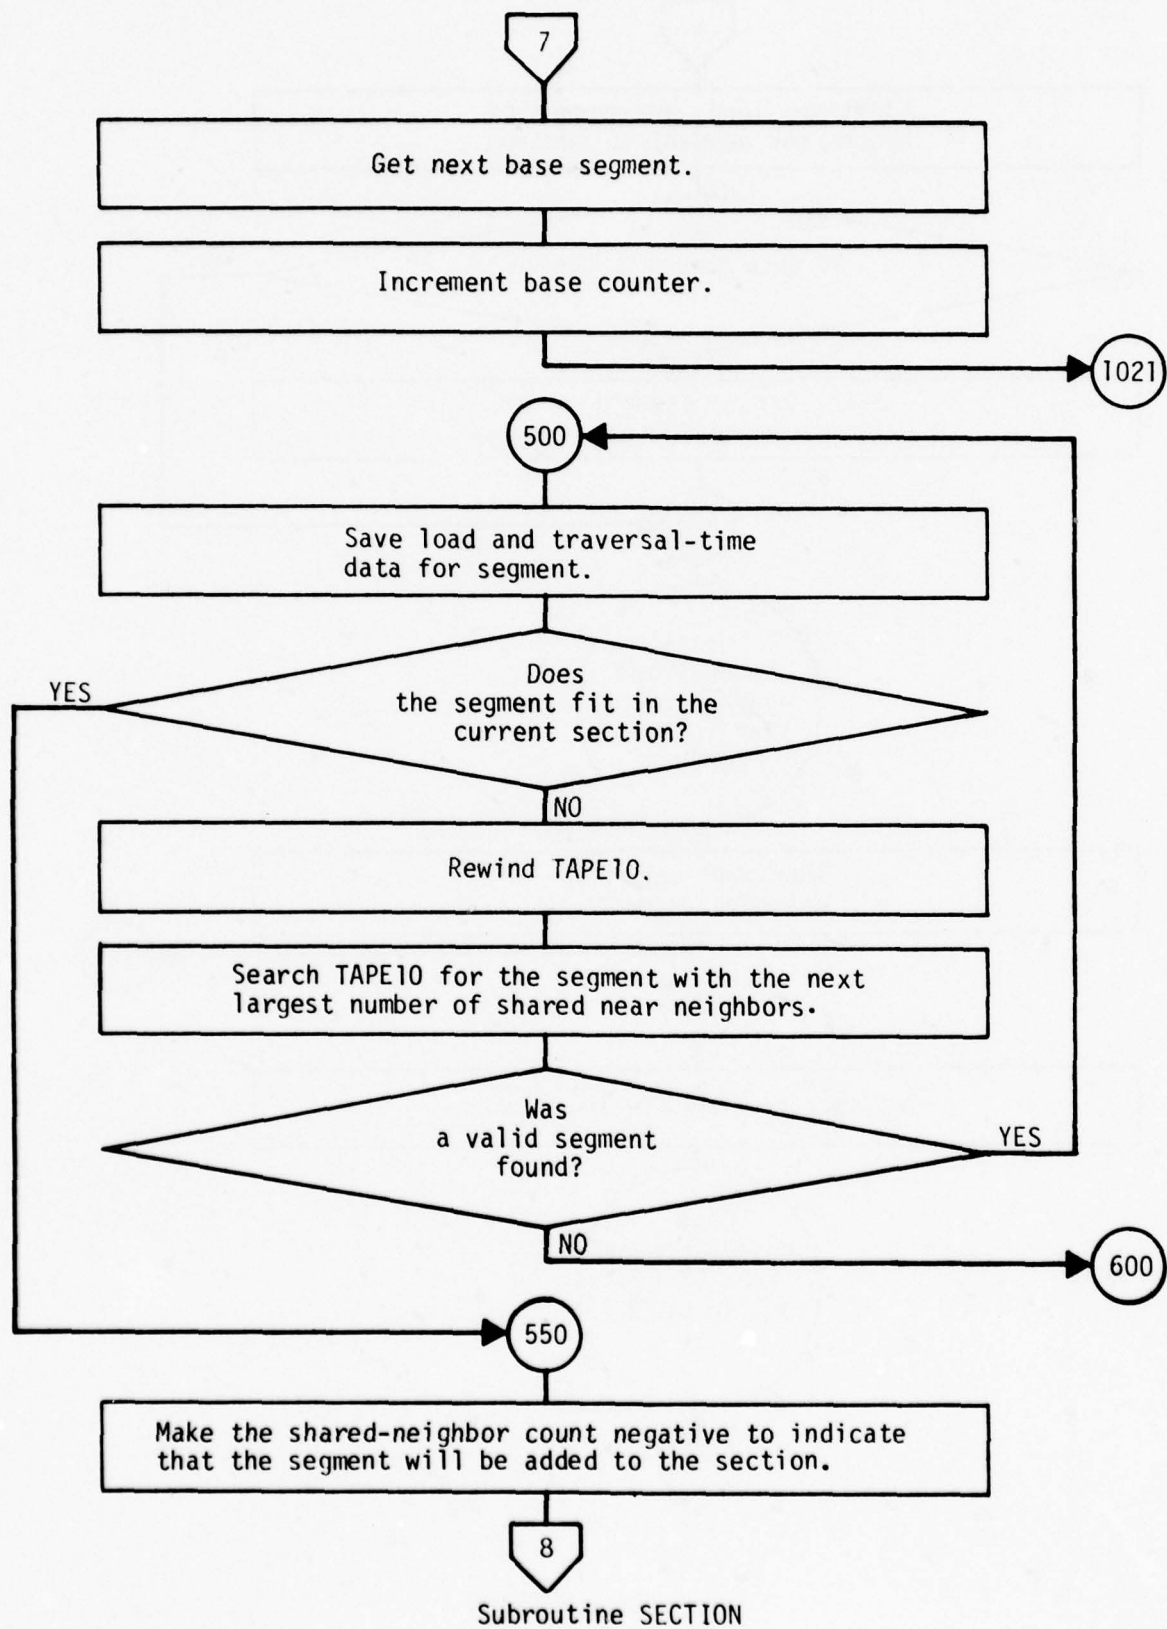 7
Get next base segment.
Increment base counter.
1021
500
Save load and traversal-time
data for segment.
Does
the segment fit in the
current section?
YES
NO
Rewind TAPE10.
Search TAPE10 for the segment with the next
largest number of shared near neighbors.
Was
a valid segment
found?
YES
NO
600
550
Make the shared-neighbor count negative to indicate
that the segment will be added to the section.
8
Subroutine SECTION